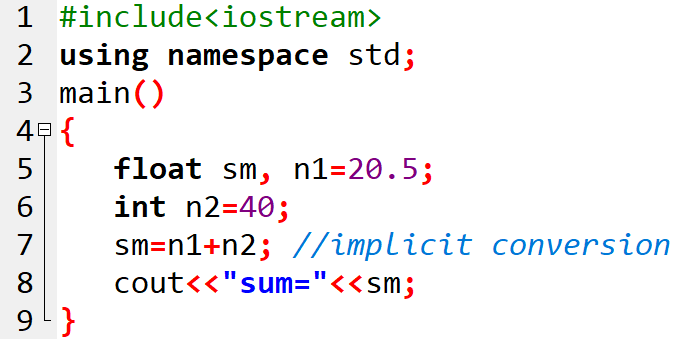 1 #include<iostream>
2 using namespace std;
3 main()
4 {
5 float sm, n1=20.5;
6 int n2=40;
7 sm=n1+n2; //implicit conversion
8 cout<<"sum="<<sm;
9 }